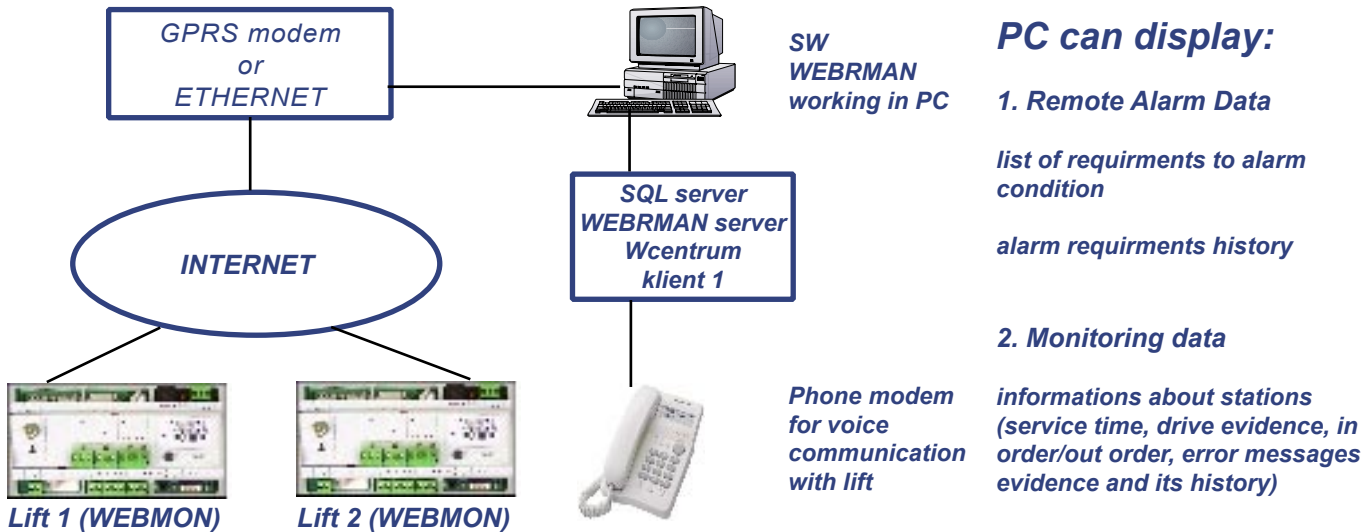 GPRS modem
or
ETHERNET
INTERNET
Lift 1 (WEBMON)
Lift 2 (WEBMON)
SW
WEBRMAN
working in PC
SQL server
WEBRMAN server
Wcentrum
klient 1
Phone modem
for voice
communication
with lift
PC can display:
1. Remote Alarm Data
list of requirments to alarm
condition
alarm requirments history
2. Monitoring data
informations about stations
(service time, drive evidence, in
order/out order, error messages
evidence and its history)